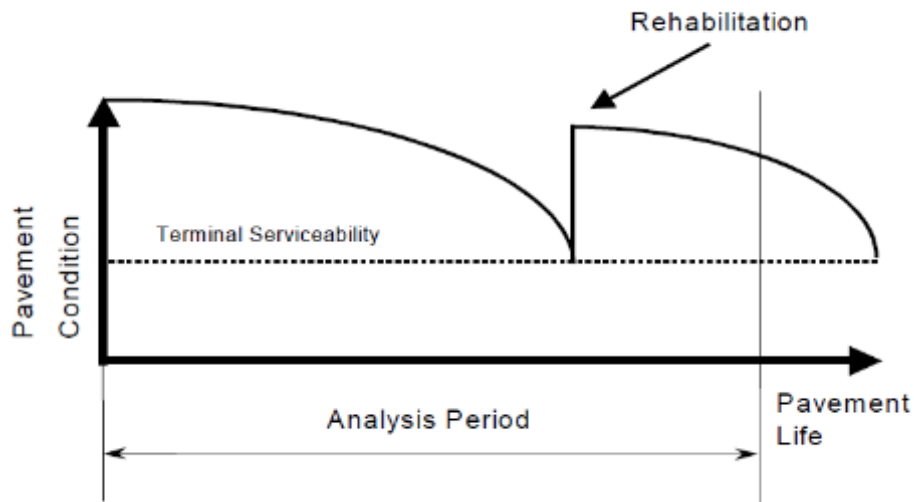 Rehabilitation
Pavement
Condition
Terminal Serviceability
Analysis Period
Pavement
Life